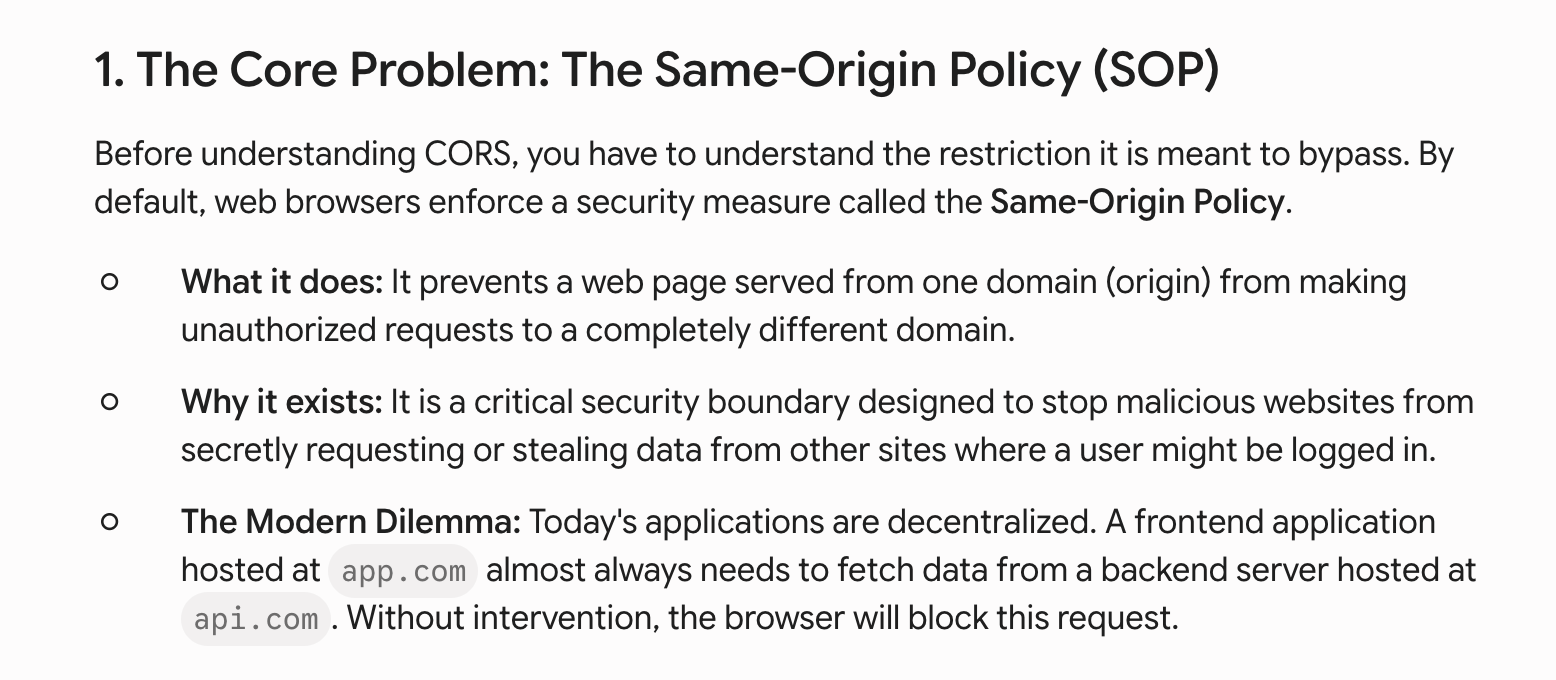 1. The Core Problem: The Same-Origin Policy (SOP)
Before understanding CORS, you have to understand the restriction it is meant to bypass. By
default, web browsers enforce a security measure called the Same-Origin Policy.
What it does: It prevents a web page served from one domain (origin) from making
unauthorized requests to a completely different domain.
Why it exists: It is a critical security boundary designed to stop malicious websites from
secretly requesting or stealing data from other sites where a user might be logged in.
The Modern Dilemma: Today's applications are decentralized. A frontend application
hosted at app.com almost always needs to fetch data from a backend server hosted at
api.com. Without intervention, the browser will block this request.